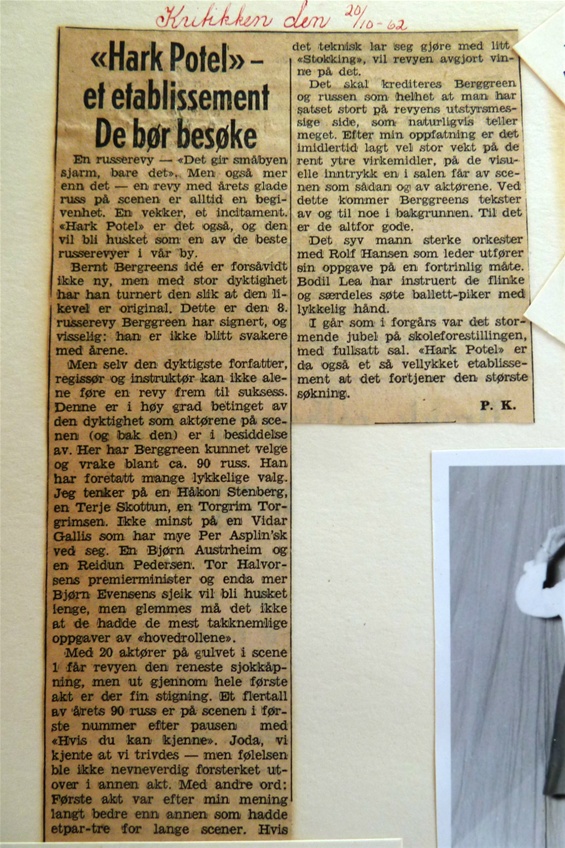 Kritikken den 20/10-62
«Hark Potel» –
et etablissement
De bør besøke
En russerevy — «Det gir småbyen
sjarm, bare det». Men også mer
enn det — en revy med årets glade
russ på scenen er alltid en begi-
venhet. En vekker, et incitament.
«Hark Potel» er det også, og den
vil bli husket som en av de beste
russerevyer i vår by.
Bernt Bergreens idé er forsåvidt
ikke ny, men med stor dyktighet
har han turnert den slik at den li-
kevel er original. Dette er den 8.
russerevy Berggreen har signert, og
visselig: han er ikke blitt svakere
med årene.
Men selv den dyktigste forfatter,
regissør og instruktør kan ikke ale-
ne føre en revy frem til suksess.
Denne er i høy grad betinget av
den dyktighet som aktørene på sce-
nen (og bak den) er i besiddelse
av. Her har Berggreen kunnet velge
og vrake blant ca. 90 russ. Han
har foretatt mange lykkelige valg.
Jeg tenker på en Håkon Stenberg,
en Terje Skottun, en Torgrim Tor-
grimsen. Ikke minst på en Vidar
Gallis som har mye Per Asplin'sk
ved seg. En Bjørn Austrheim og
en Reidun Pedersen. Tor Halvor-
sens premierminister og enda mer
Bjørn Evensens sjeik vil bli husket
lenge, men glemmes må det ikke
at de hadde de mest takknemlige
oppgaver av «hovedrollene».
Med 20 aktører på gulvet i scene
1 får revyen den reneste sjokkåp-
ning, men ut gjennom hele første
akt er der fin stigning. Et flertall
av årets 90 russ er på scenen i før-
ste nummer efter pausen med
«Hvis du kan kjenne». Joda, vi
kjente at vi trivdes — men følelsen
ble ikke nevneverdig forsterket ut-
over i annen akt. Med andre ord:
Første akt var efter min mening
langt bedre enn annen som hadde
etpar-tre for lange scener. Hvis
det teknisk lar seg gjøre med litt
«Stokking», vil revyen avgjort vin-
ne på det.
Det skal krediteres Berggreen
og russen som helhet at man har
satset stort på revyens utstyrsmes-
sige side, som naturligvis teller
meget. Efter min oppfatning er det
imidlertid lagt vel stor vekt på de
rent ytre virkemidler, på de visu-
elle inntrykk en i salen får av sce-
nen som sådan og av aktørene. Ved
dette kommer Berggreens tekster
av og til noe i bakgrunnen. Til det
er de altfor gode.
Det syv mann sterke orkester
med Rolf Hansen som leder utfører
sin oppgave på en fortrinlig måte.
Bodil Lea har instruert de flinke
og særdeles søte ballett-piker med
lykkelig hånd.
I går som i forgårs var det stor-
mende jubel på skoleforestillingen,
med fullsatt sal. «Hark Potel» er
da også et så vellykket etablisse-
ment at det fortjener den største
søkning.
P. K.